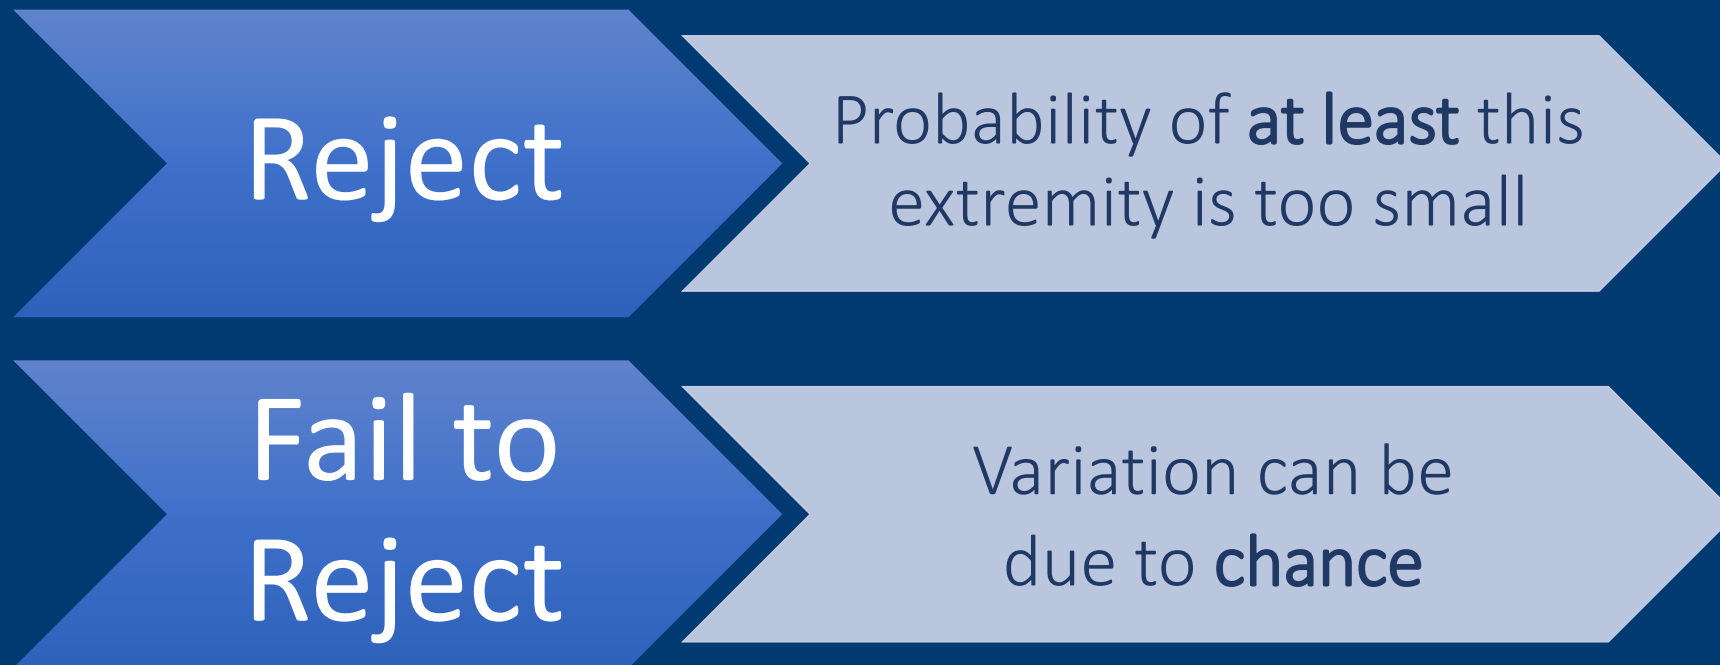 Reject
Probability of at least this
extremity is too small
Fail to
Reject
Variation can be
due to chance